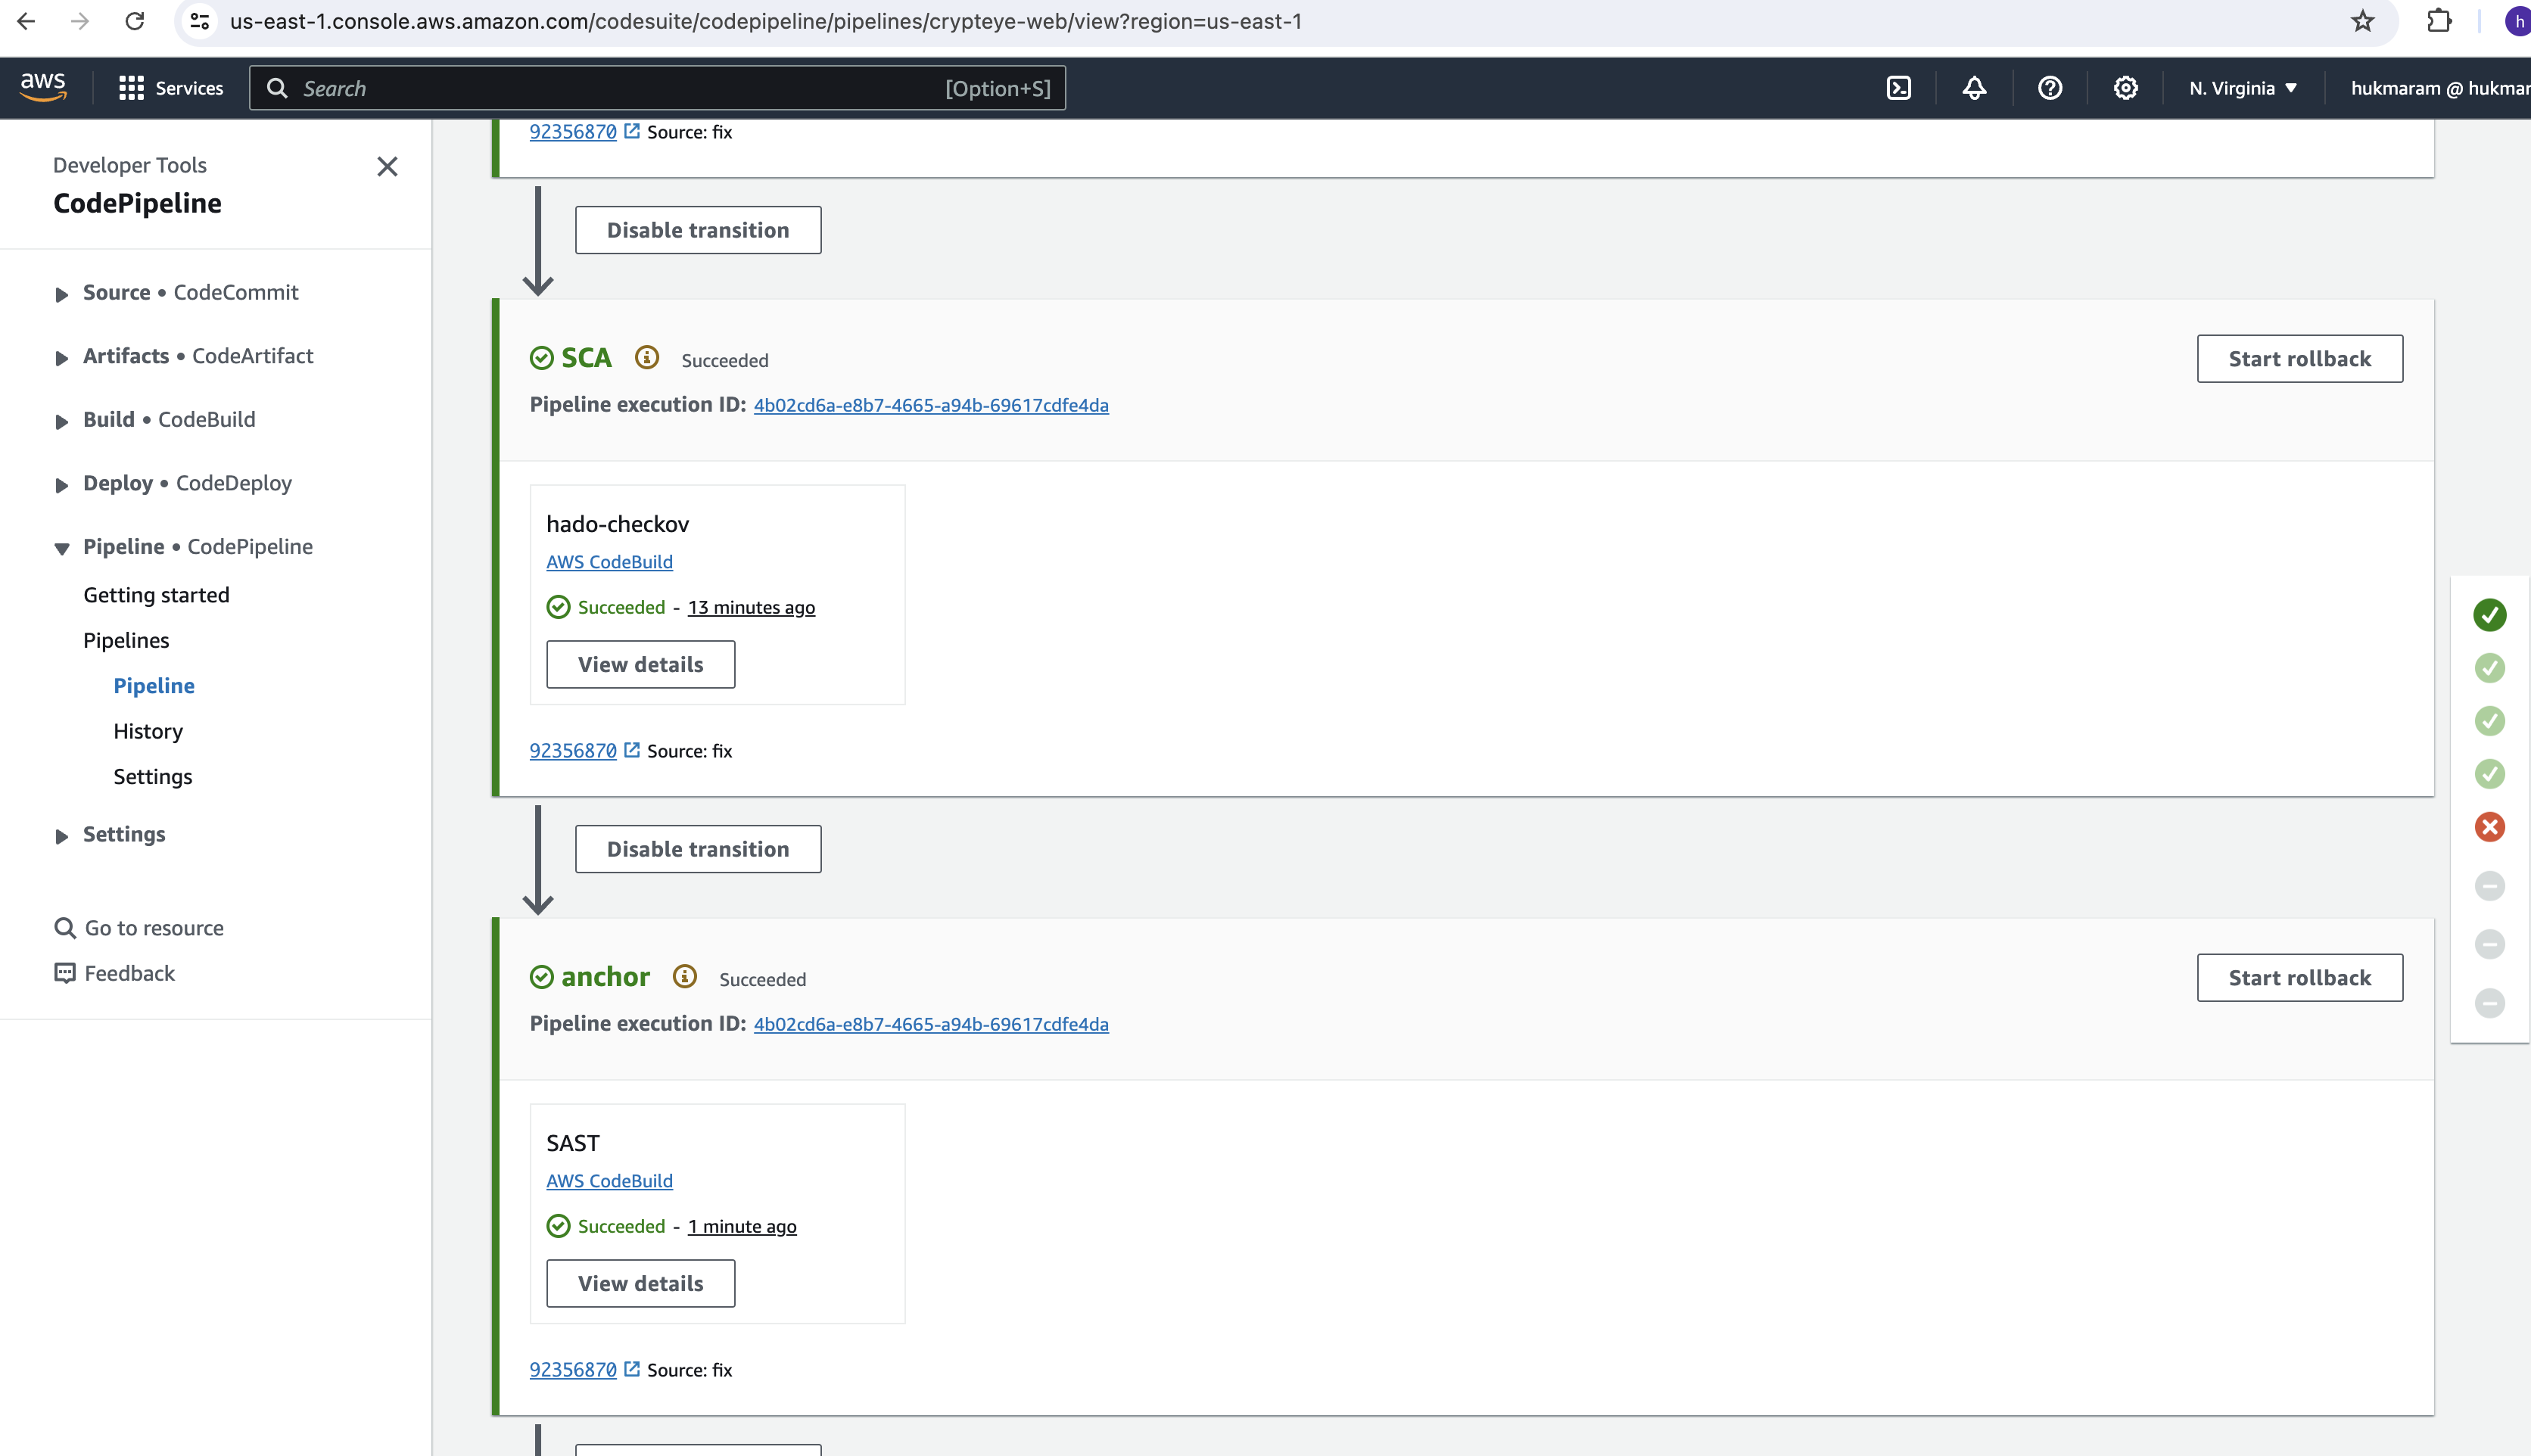 us-east-1.console.aws.amazon.com/codesuite/codepipeline/pipelines/crypteye-web/view?region=us-east-1
h
aws
Services
Search
[Option+S]
N. Virginia
hukmaram @ hukmar
Developer Tools
CodePipeline
Source • CodeCommit
Artifacts • CodeArtifact
Build • CodeBuild
Deploy • CodeDeploy
Pipeline • CodePipeline
Getting started
Pipelines
Pipeline
History
Settings
Settings
Go to resource
Feedback
92356870 Source: fix
Disable transition
SCA Succeeded
Start rollback
Pipeline execution ID: 4b02cd6a-e8b7-4665-a94b-69617cdfe4da
hado-checkov
AWS CodeBuild
Succeeded - 13 minutes ago
View details
92356870 Source: fix
Disable transition
anchor Succeeded
Start rollback
Pipeline execution ID: 4b02cd6a-e8b7-4665-a94b-69617cdfe4da
SAST
AWS CodeBuild
Succeeded - 1 minute ago
View details
92356870 Source: fix